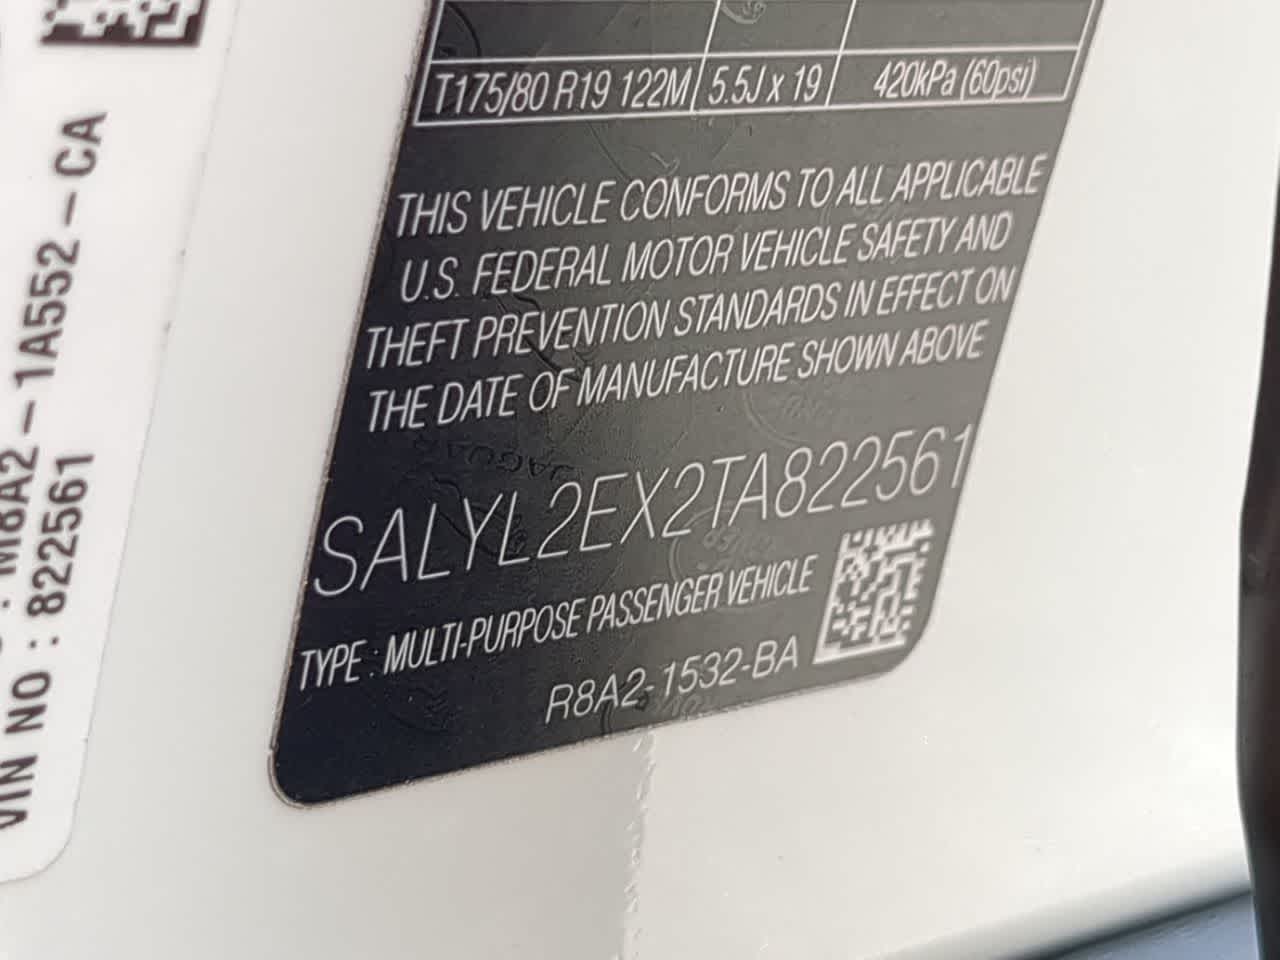 T175/80 R19 122M 5.5J x 19 420kPa (60psi)
THIS VEHICLE CONFORMS TO ALL APPLICABLE
U.S. FEDERAL MOTOR VEHICLE SAFETY AND
THEFT PREVENTION STANDARDS IN EFFECT ON
THE DATE OF MANUFACTURE SHOWN ABOVE
SALYL2EX2TA822561
TYPE : MULTI-PURPOSE PASSENGER VEHICLE
R8A2-1532-BA
M8A2-1A552-CA
VIN NO : 822561